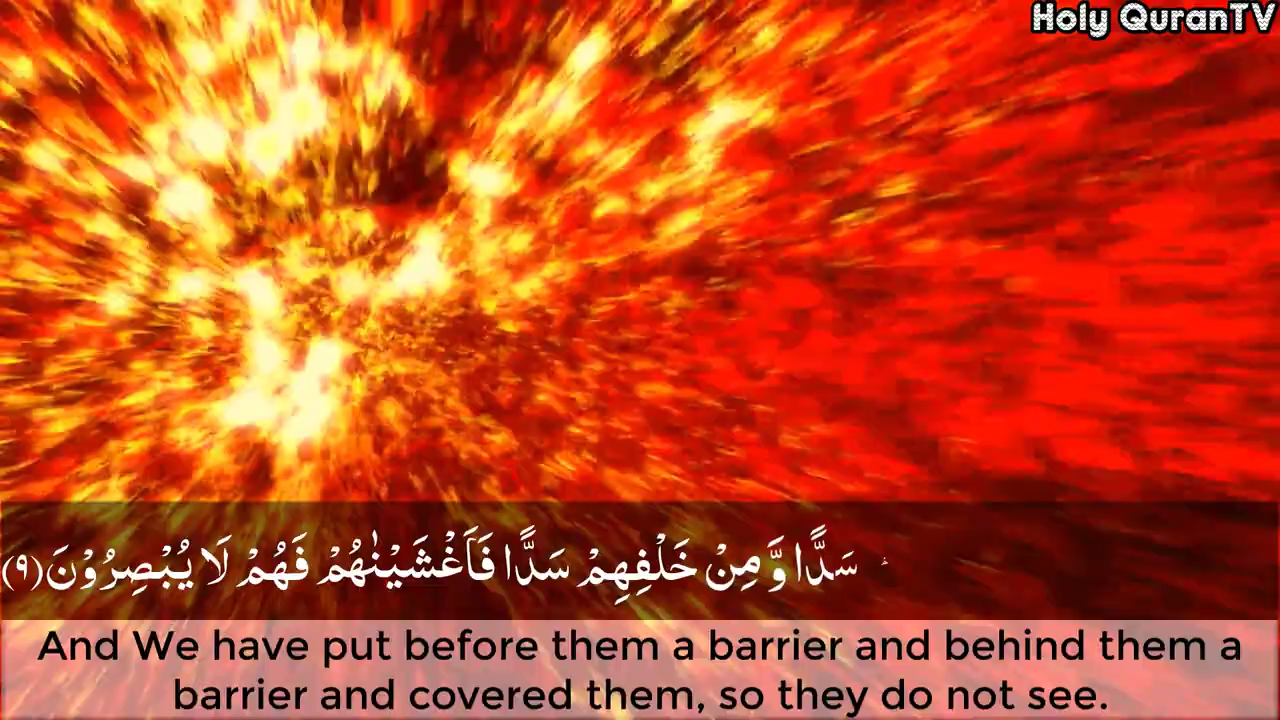 Holy QuranTV
سَدًّا وَّ مِنْ خَلْفِهِمْ سَدًّا فَاَغْشَيْنٰهُمْ فَهُمْ لَا يُبْصِرُوْنَ(٩)
And We have put before them a barrier and behind them a
barrier and covered them, so they do not see.